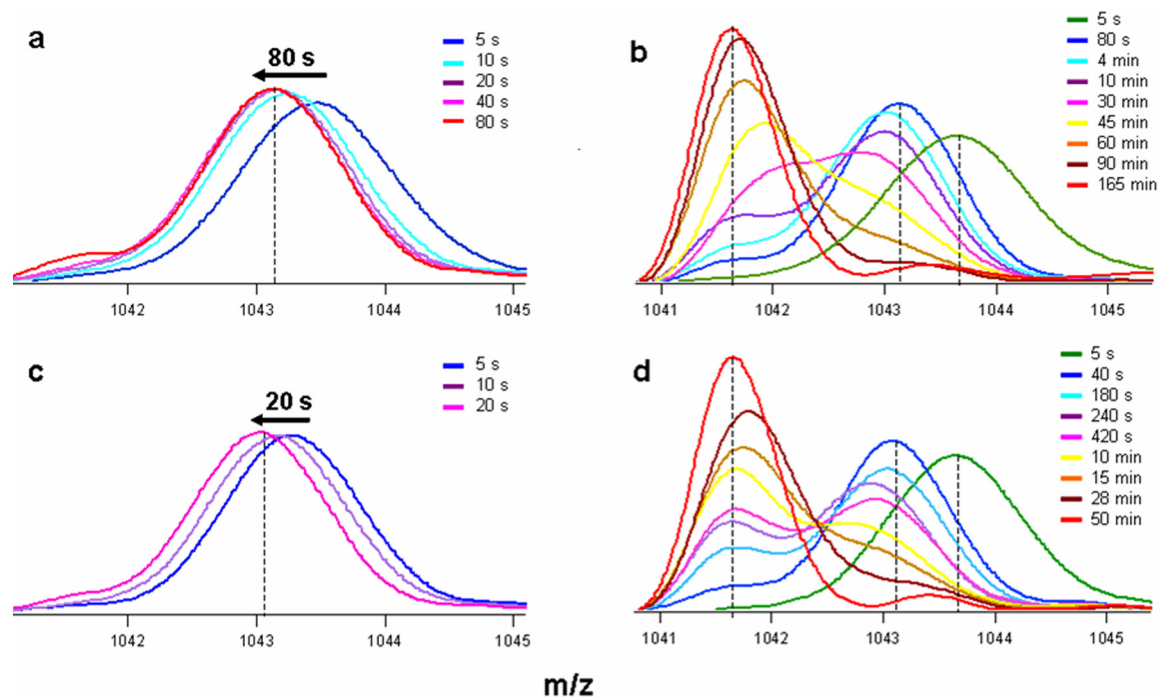 a
80 s
5 s
10 s
20 s
40 s
80 s
1042 1043 1044 1045
b
5 s
80 s
4 min
10 min
30 min
45 min
60 min
90 min
165 min
1041 1042 1043 1044 1045
c
20 s
5 s
10 s
20 s
1042 1043 1044 1045
d
5 s
40 s
180 s
240 s
420 s
10 min
15 min
28 min
50 min
1041 1042 1043 1044 1045
m/z